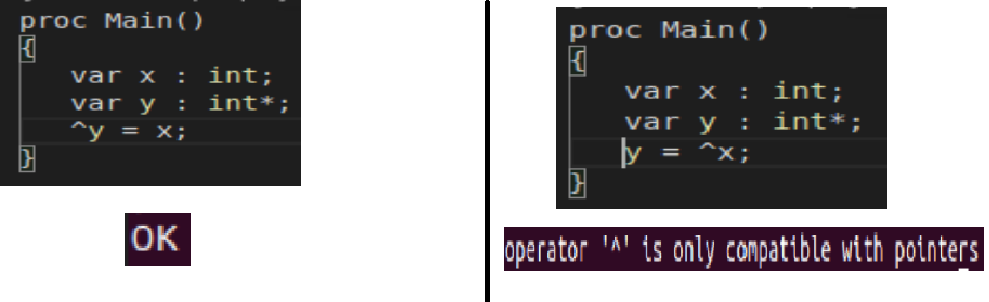 proc Main()
{
var x : int;
var y : int*;
^y = x;
}
OK
proc Main()
{
var x : int;
var y : int*;
y = ^x;
}
operator '^' is only compatible with pointers